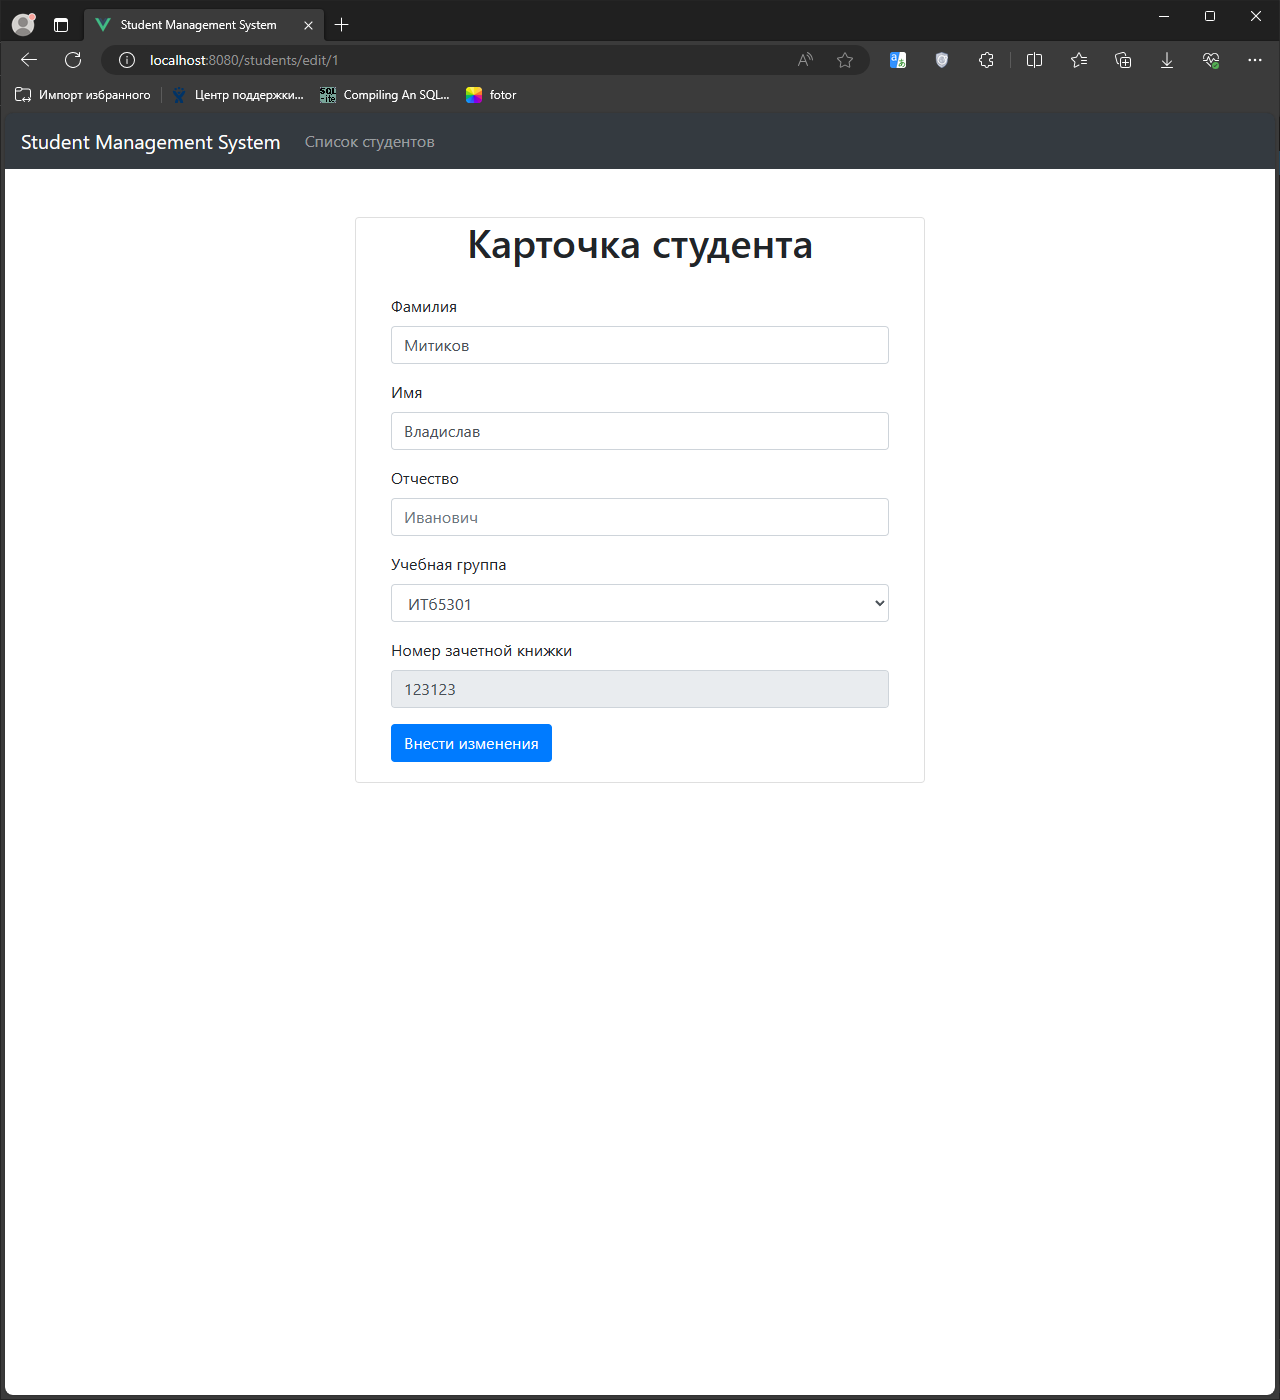 Student Management System
localhost:8080/students/edit/1
Импорт избранного
Центр поддержки...
Compiling An SQL...
fotor
Student Management System
Список студентов
Карточка студента
Фамилия
Митиков
Имя
Владислав
Отчество
Иванович
Учебная группа
ИТб5301
Номер зачетной книжки
123123
Внести изменения